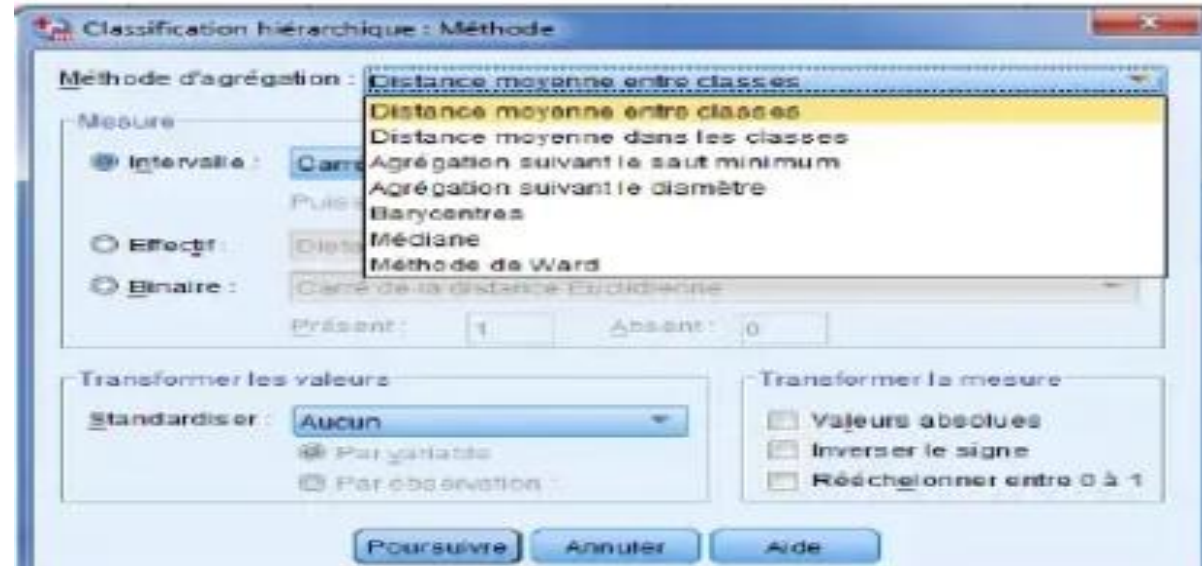 Classification hiérarchique : Méthode
Méthode d'agrégation : Distance moyenne entre classes
Distance moyenne entre classes
Distance moyenne dans les classes
Agrégation suivant le saut minimum
Agrégation suivant le diamètre
Barycentres
Médiane
Méthode de Ward
Mesure
Intervalle : Carré
Puis
Effectif : Dista
Binaire : Carré de la distance Euclidienne
Présent : 1 Absent : 0
Transformer les valeurs
Standardiser : Aucun
Par variable
Par observation :
Transformer la mesure
Valeurs absolues
Inverser le signe
Rééchelonner entre 0 à 1
Poursuivre Annuler Aide